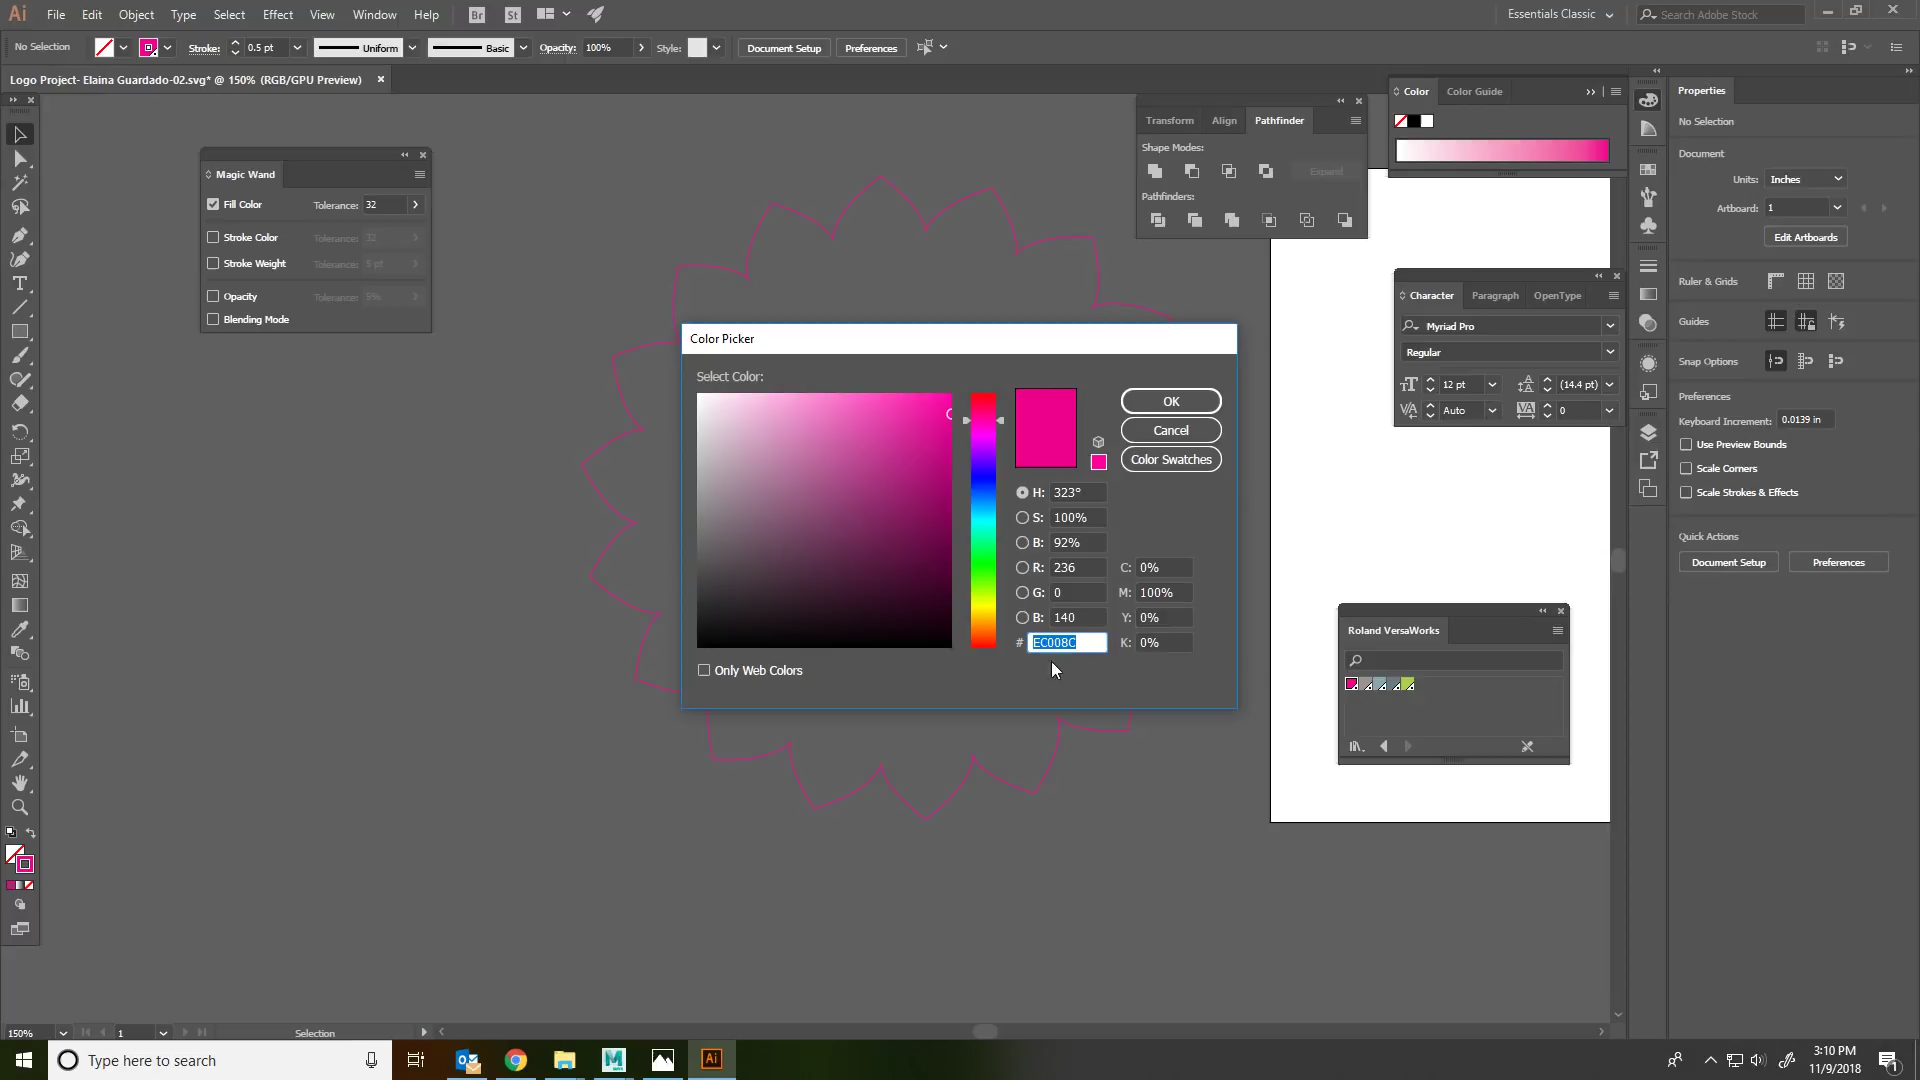 Ai File Edit Object Type Select Effect View Window Help Br St Essentials Classic Search Adobe Stock
No Selection Stroke: 0.5 pt Uniform Basic Opacity: 100% Style: Document Setup Preferences
Logo Project- Elaina Guardado-02.svg* @ 150% (RGB/GPU Preview)
Magic Wand
Fill Color Tolerance: 32
Stroke Color Tolerance: 32
Stroke Weight Tolerance: 5 pt
Opacity Tolerance: 5%
Blending Mode
Transform Align Pathfinder
Shape Modes:
Expand
Pathfinders:
Color Color Guide
Color Picker
Select Color:
OK
Cancel
Color Swatches
H: 323°
S: 100%
B: 92%
R: 236 C: 0%
G: 0 M: 100%
B: 140 Y: 0%
# EC008C K: 0%
Only Web Colors
Character Paragraph OpenType
Myriad Pro
Regular
12 pt (14.4 pt)
Auto 0
Roland VersaWorks
Properties
No Selection
Document
Units: Inches
Artboard: 1
Edit Artboards
Ruler & Grids
Guides
Snap Options
Preferences
Keyboard Increment: 0.0139 in
Use Preview Bounds
Scale Corners
Scale Strokes & Effects
Quick Actions
Document Setup Preferences
150% 1 Selection
Type here to search
3:10 PM
11/9/2018
1